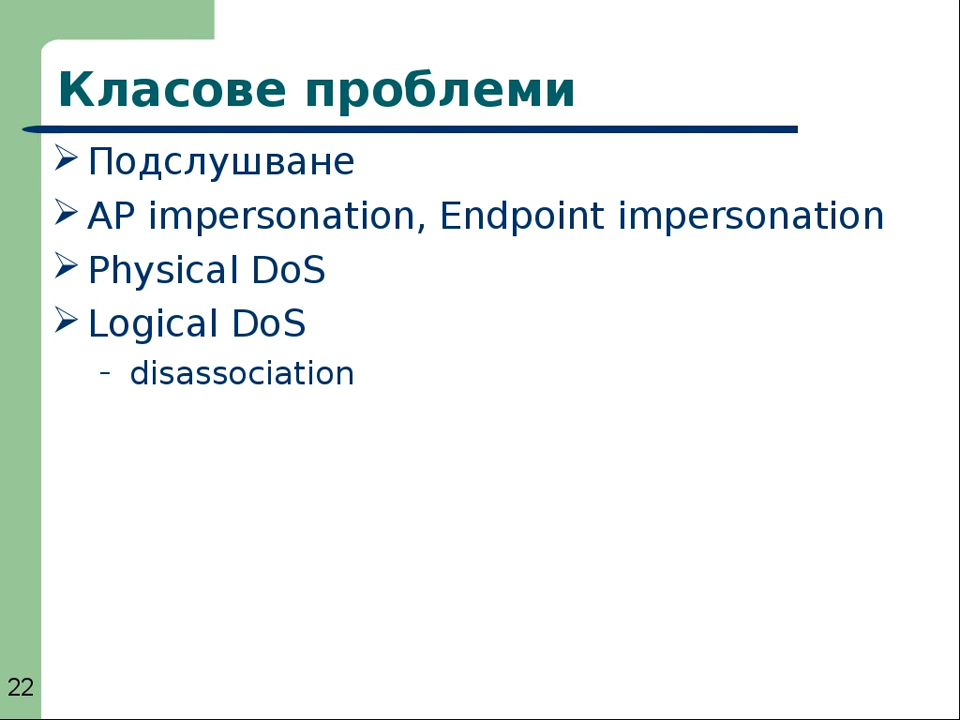 Класове проблеми
Подслушване
AP impersonation, Endpoint impersonation
Physical DoS
Logical DoS
– disassociation
22